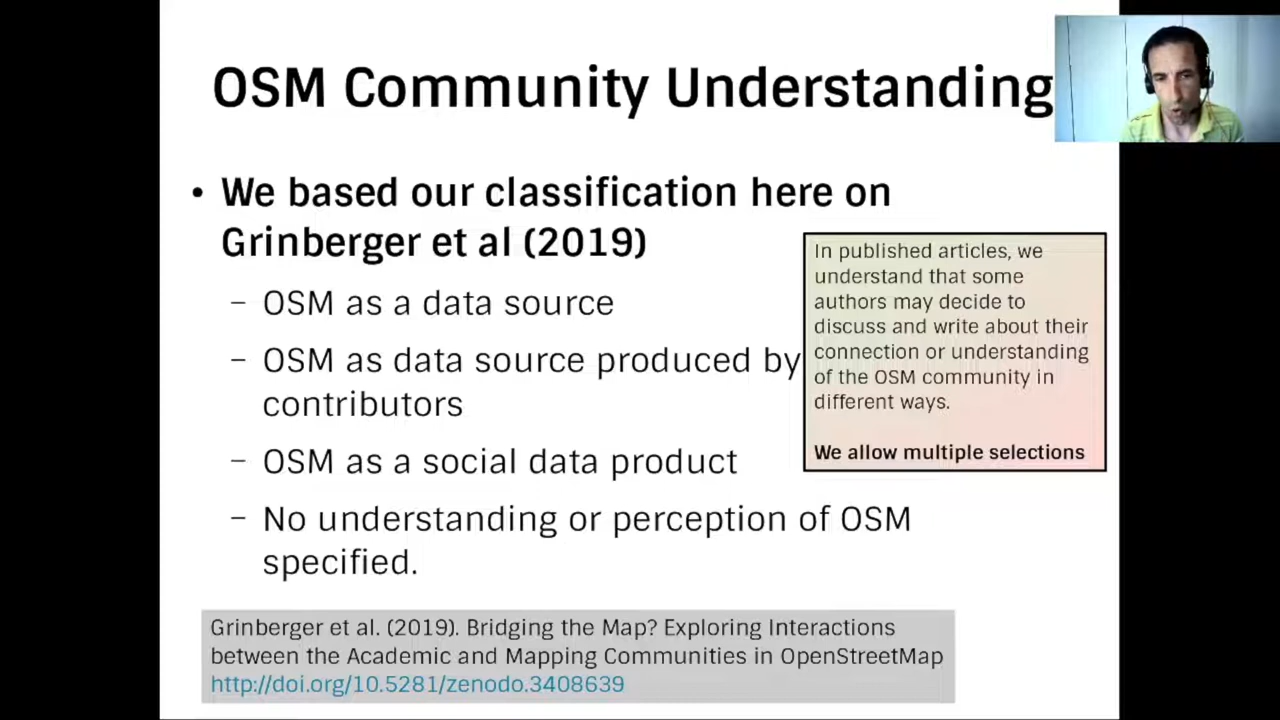 OSM Community Understanding
• We based our classification here on
Grinberger et al (2019)
– OSM as a data source
– OSM as data source produced by
contributors
– OSM as a social data product
– No understanding or perception of OSM
specified.
In published articles, we
understand that some
authors may decide to
discuss and write about their
connection or understanding
of the OSM community in
different ways.
We allow multiple selections
Grinberger et al. (2019). Bridging the Map? Exploring Interactions
between the Academic and Mapping Communities in OpenStreetMap
http://doi.org/10.5281/zenodo.3408639